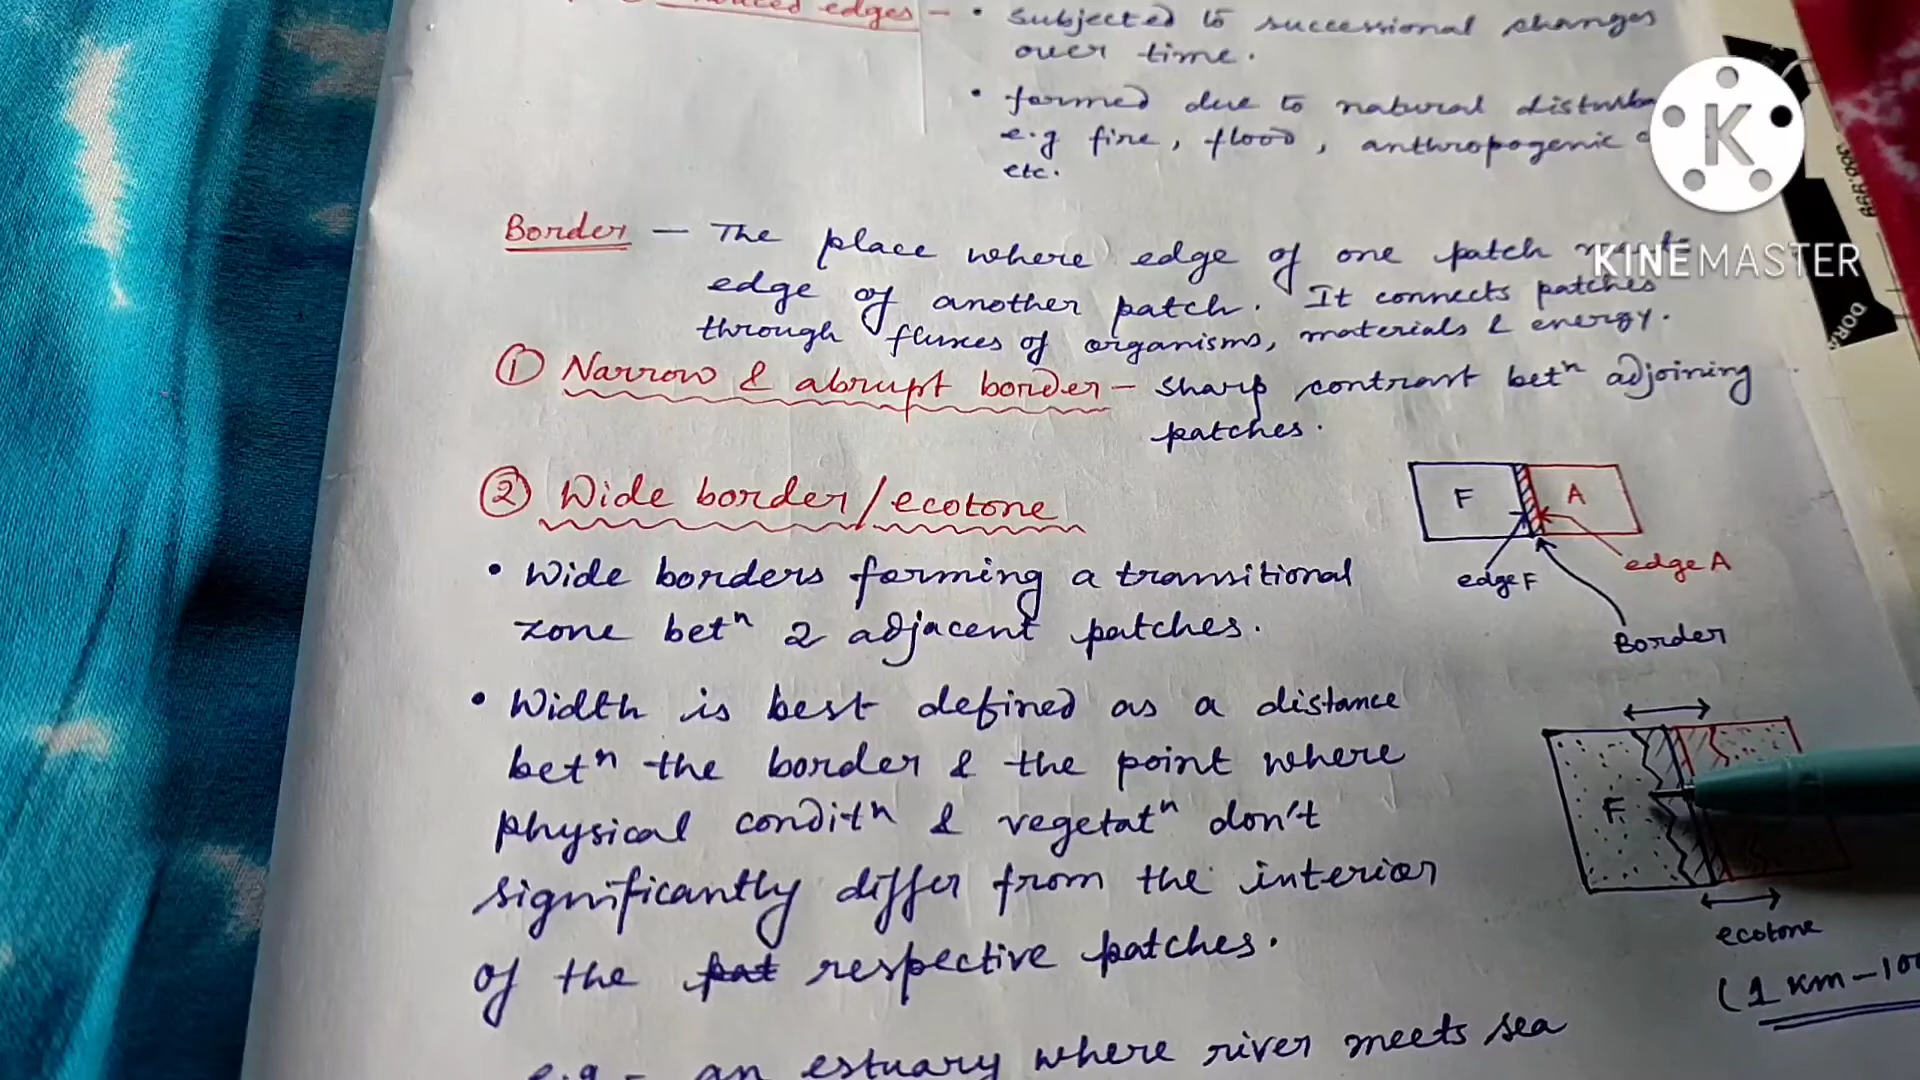 edges - • Subjected to successional changes
over time.
• formed due to natural
e.g fire, flood, anthropogenic
etc.
Border — The place where edge of one patch
edge of another patch. It connects patches
through fluxes of organisms, materials & energy.
① Narrow & abrupt border - sharp contrast betⁿ adjoining
patches.
② Wide border/ecotone
• Wide borders forming a transitional
zone betⁿ 2 adjacent patches.
• Width is best defined as a distance
betⁿ the border & the point where
physical conditⁿ & vegetatⁿ don't
significantly differ from the interior
of the pat respective patches.
e.g - an estuary where river meets sea
F A
edge F
edge A
Border
F
ecotone
(1 km -
K
KINEMASTER